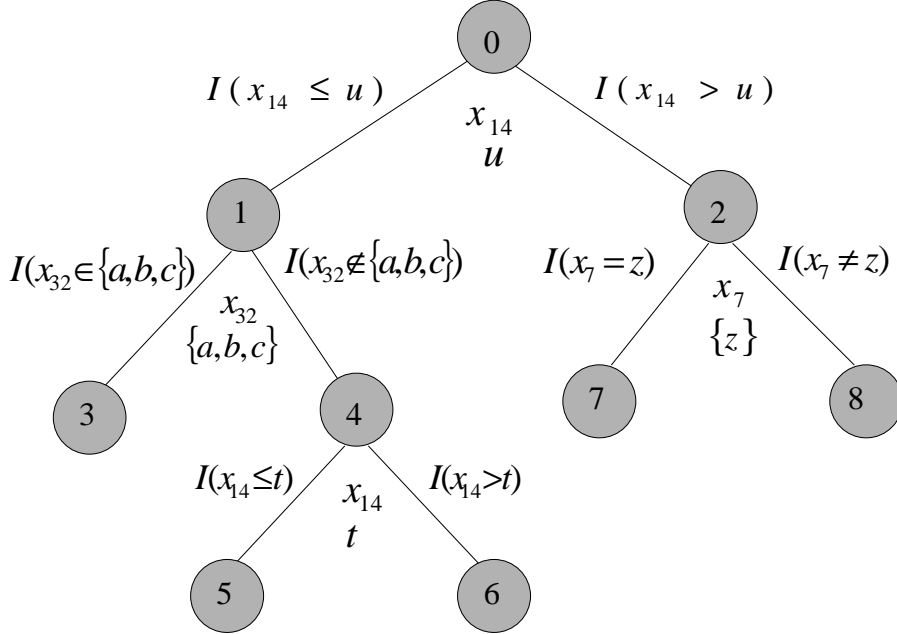 0
I ( x₁₄ ≤ u ) I ( x₁₄ > u )
x₁₄
u
1 2
I(x₃₂∈{a,b,c}) I(x₃₂∉{a,b,c}) I(x₇ = z) I(x₇ ≠ z)
x₃₂ x₇
{a,b,c} {z}
3 4 7 8
I(x₁₄≤t) I(x₁₄>t)
x₁₄
t
5 6